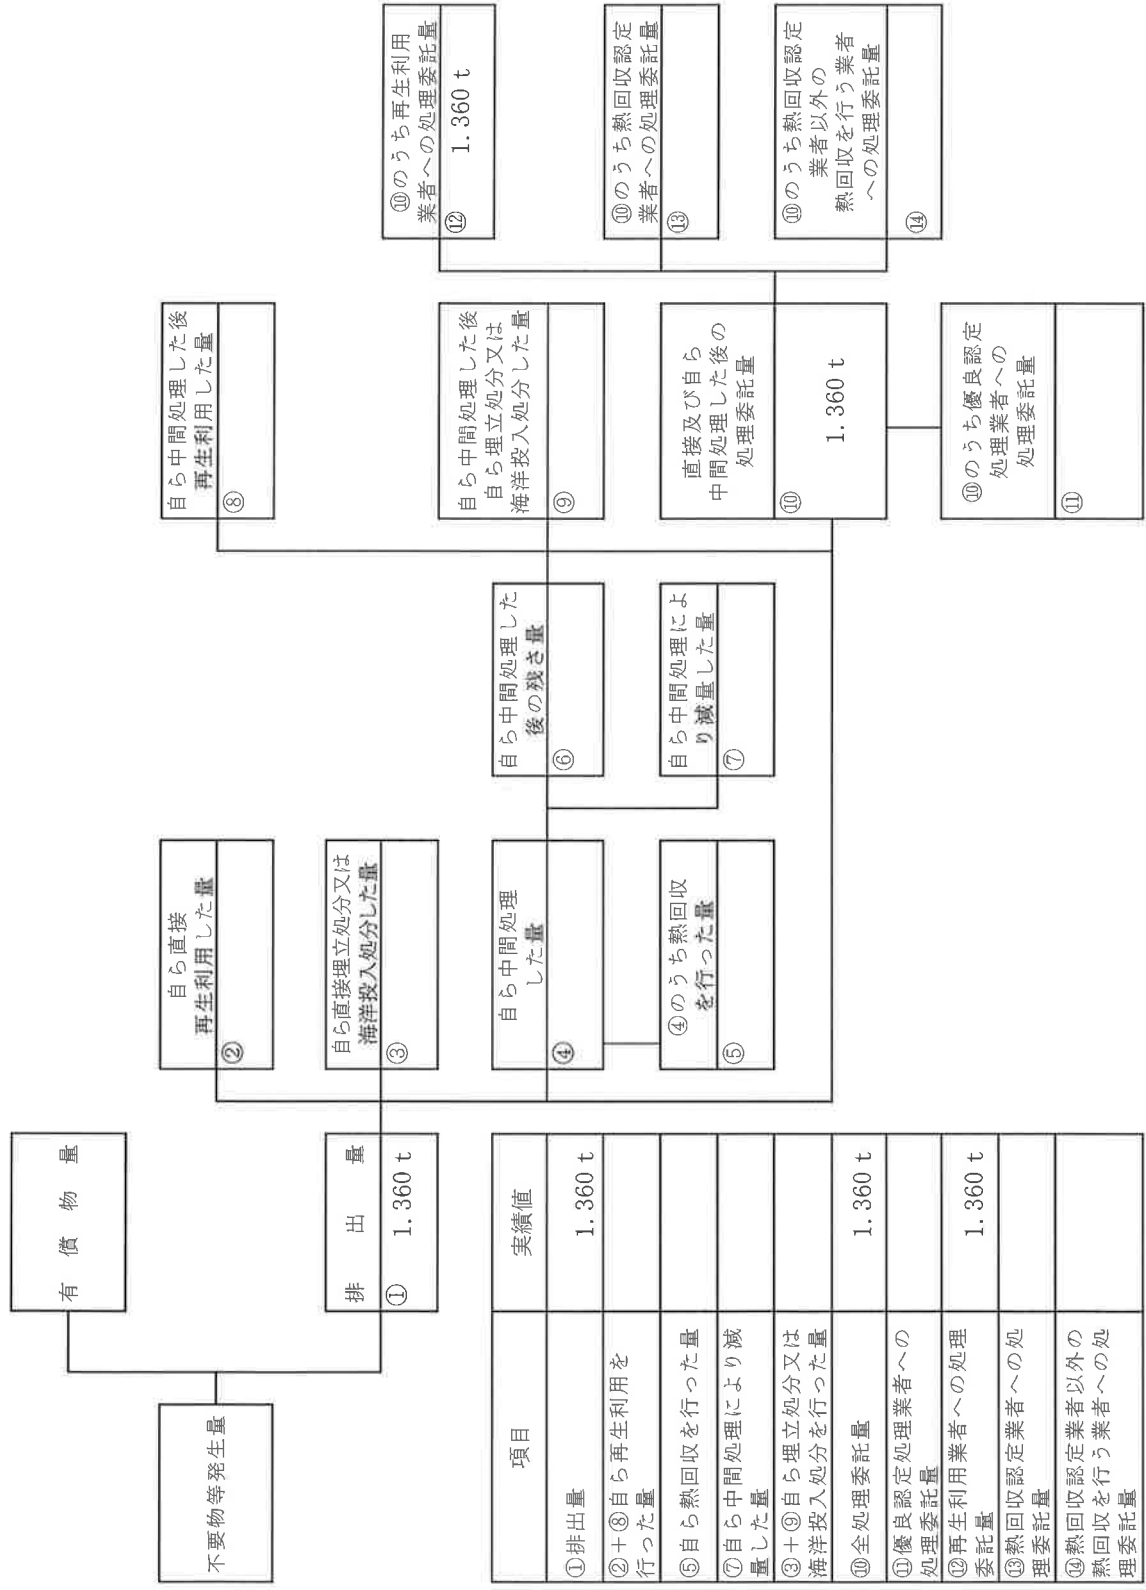 不要物等発生量
有償物量
排出量
①
1.360 t
自ら直接
再生利用した量
②
自ら直接埋立処分又は
海洋投入処分した量
③
自ら中間処理
した量
④
④のうち熱回収
を行った量
⑤
自ら中間処理した
後の残さ量
⑥
自ら中間処理によ
り減量した量
⑦
自ら中間処理した後
再生利用した量
⑧
自ら中間処理した後
自ら埋立処分又は
海洋投入処分した量
⑨
直接及び自ら
中間処理した後の
処理委託量
⑩
1.360 t
⑩のうち優良認定
処理業者への
処理委託量
⑪
⑩のうち再生利用
業者への処理委託量
⑫
1.360 t
⑩のうち熱回収認定
業者への処理委託量
⑬
⑩のうち熱回収認定
業者以外の
熱回収を行う業者
への処理委託量
⑭
項目
実績値
①排出量
1.360 t
②+⑧自ら再生利用を
行った量
⑤自ら熱回収を行った量
⑦自ら中間処理により減
量した量
③+⑨自ら埋立処分又は
海洋投入処分を行った量
⑩全処理委託量
1.360 t
⑪優良認定処理業者への
処理委託量
⑫再生利用業者への処理
委託量
1.360 t
⑬熱回収認定業者への処
理委託量
⑭熱回収認定業者以外の
熱回収を行う業者への処
理委託量